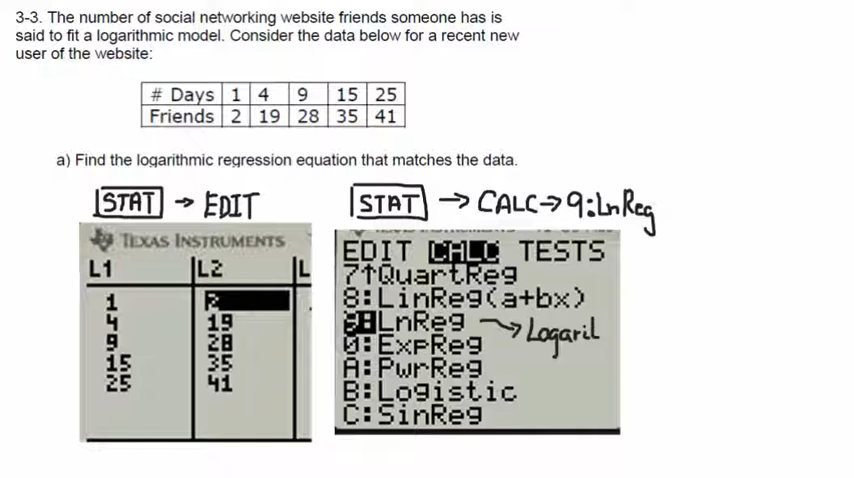 3-3. The number of social networking website friends someone has is
said to fit a logarithmic model. Consider the data below for a recent new
user of the website:
# Days 1 4 9 15 25
Friends 2 19 28 35 41
a) Find the logarithmic regression equation that matches the data.
STAT → EDIT
TEXAS INSTRUMENTS
L1 L2 L
1 2
4 19
9 28
15 35
25 41
STAT → CALC → 9:LnReg
EDIT CALC TESTS
7↑QuartReg
8:LinReg(a+bx)
9:LnReg → Logaril
0:ExpReg
A:PwrReg
B:Logistic
C:SinReg